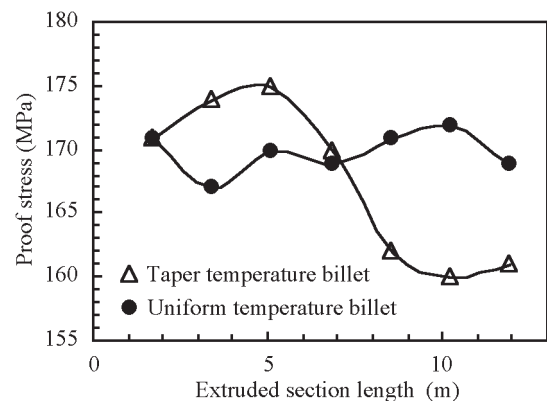 180
175
170
165
160
155
Proof stress (MPa)
Taper temperature billet
Uniform temperature billet
0
5
10
Extruded section length (m)